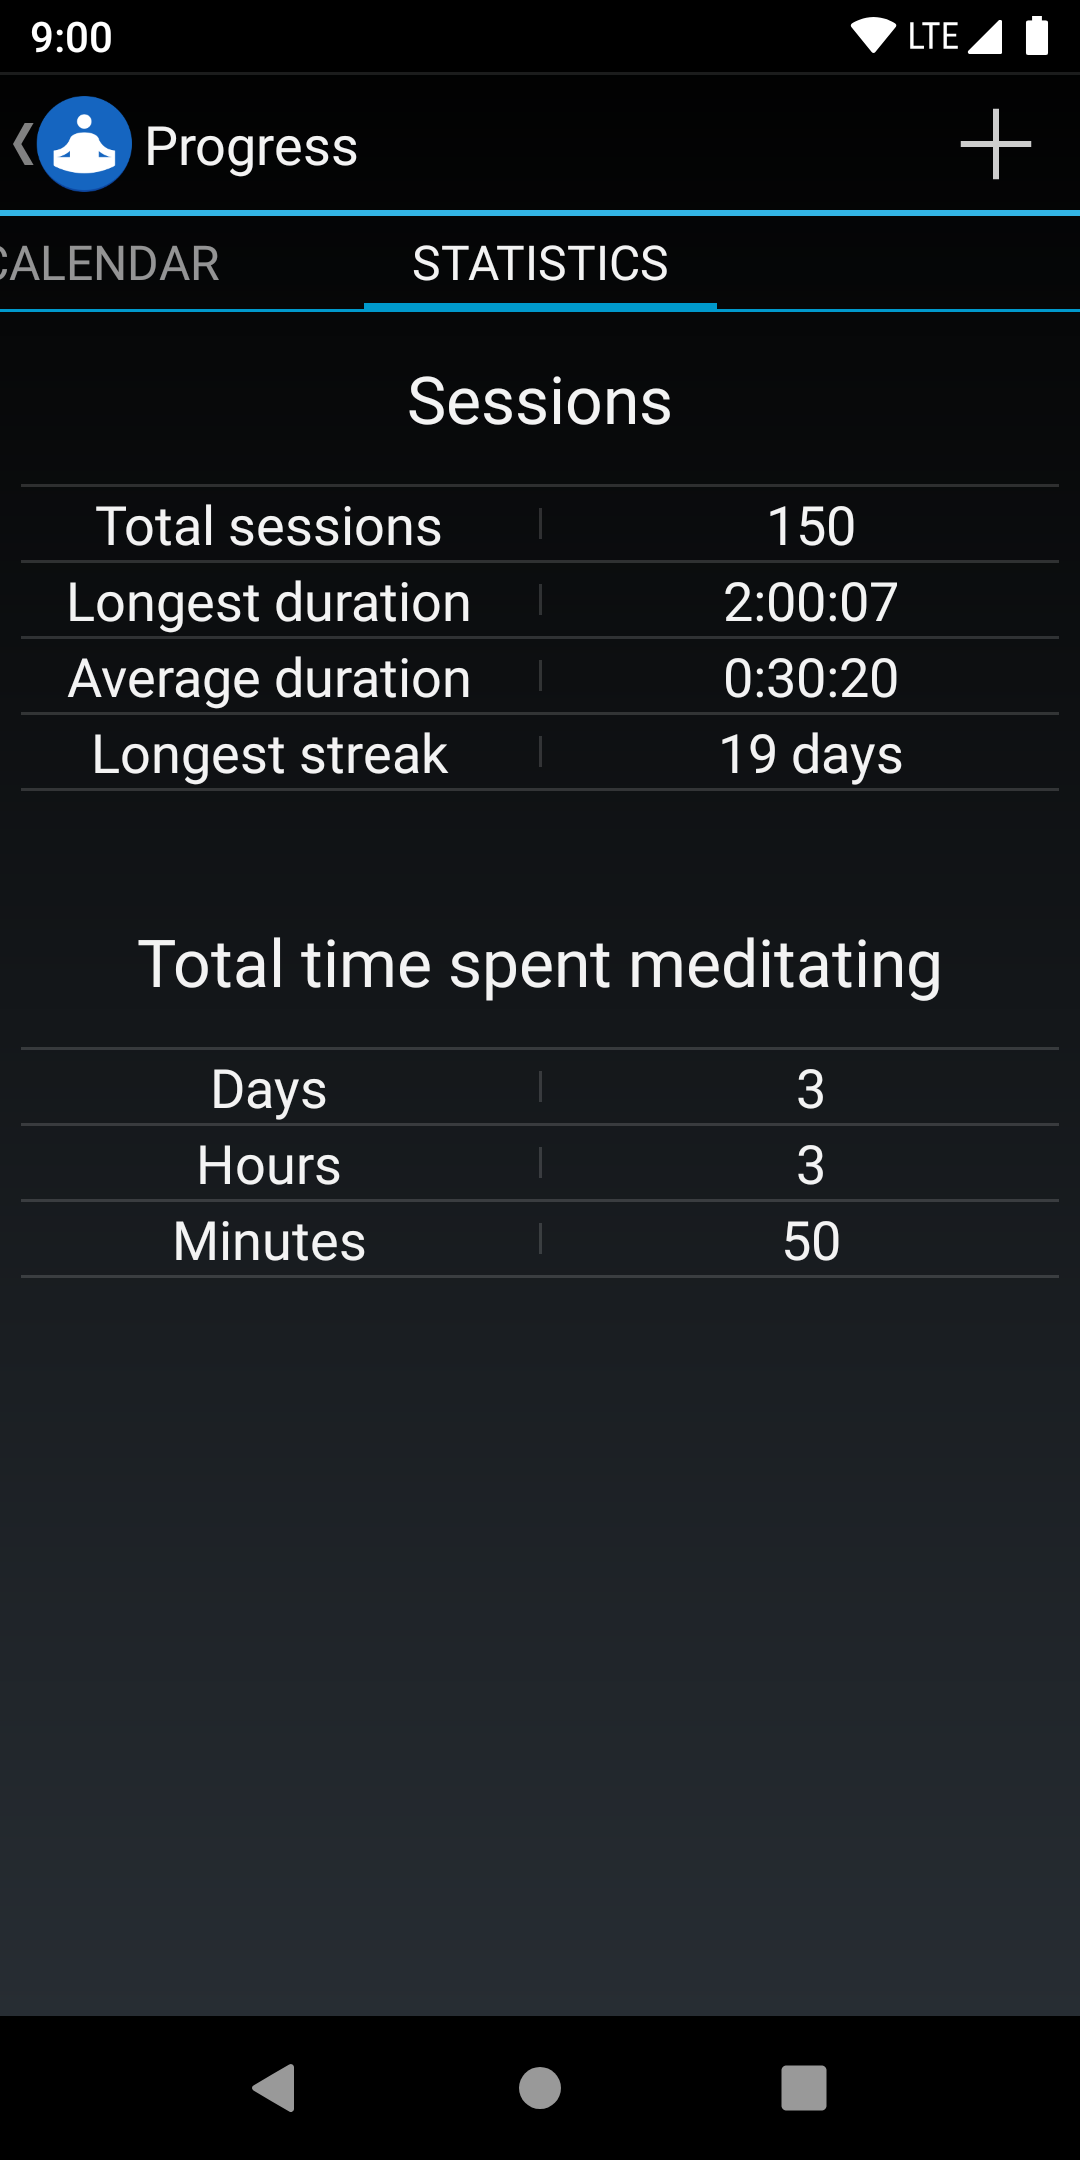 9:00 LTE
Progress
CALENDAR STATISTICS
Sessions
Total sessions 150
Longest duration 2:00:07
Average duration 0:30:20
Longest streak 19 days
Total time spent meditating
Days 3
Hours 3
Minutes 50